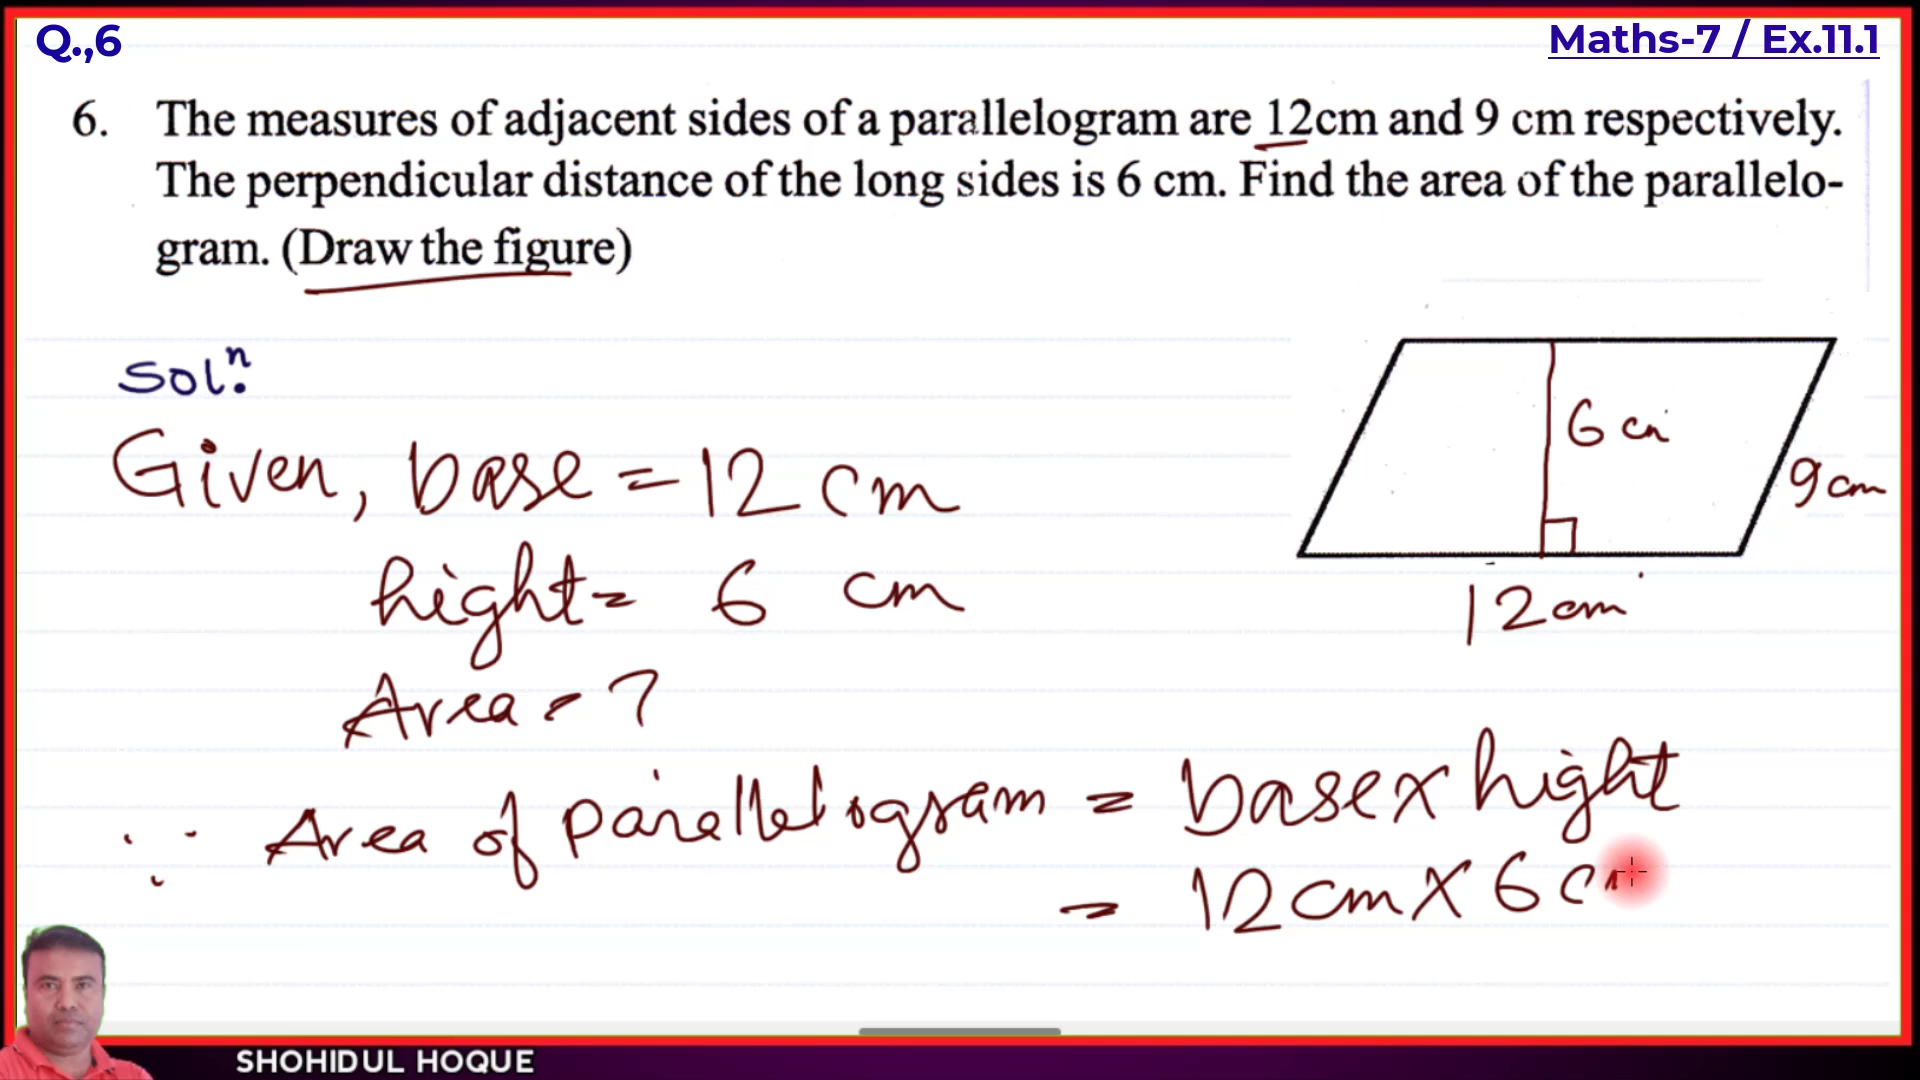 Q.,6
Maths-7 / Ex.11.1
6. The measures of adjacent sides of a parallelogram are 12cm and 9 cm respectively.
The perpendicular distance of the long sides is 6 cm. Find the area of the parallelo-
gram. (Draw the figure)
Solⁿ.
Given, base = 12 cm
hight = 6 cm
Area = ?
6 cm
9 cm
12 cm
∴ Area of parallelogram = base x hight
= 12 cm x 6 c
SHOHIDUL HOQUE